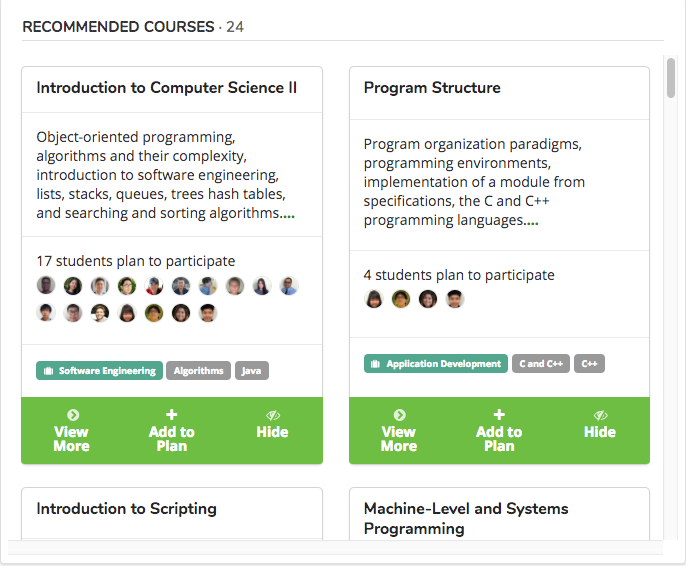 RECOMMENDED COURSES · 24
Introduction to Computer Science II
Object-oriented programming,
algorithms and their complexity,
introduction to software engineering,
lists, stacks, queues, trees hash tables,
and searching and sorting algorithms....
17 students plan to participate
Software Engineering
Algorithms
Java
View More
Add to Plan
Hide
Program Structure
Program organization paradigms,
programming environments,
implementation of a module from
specifications, the C and C++
programming languages....
4 students plan to participate
Application Development
C and C++
C++
View More
Add to Plan
Hide
Introduction to Scripting
Machine-Level and Systems
Programming